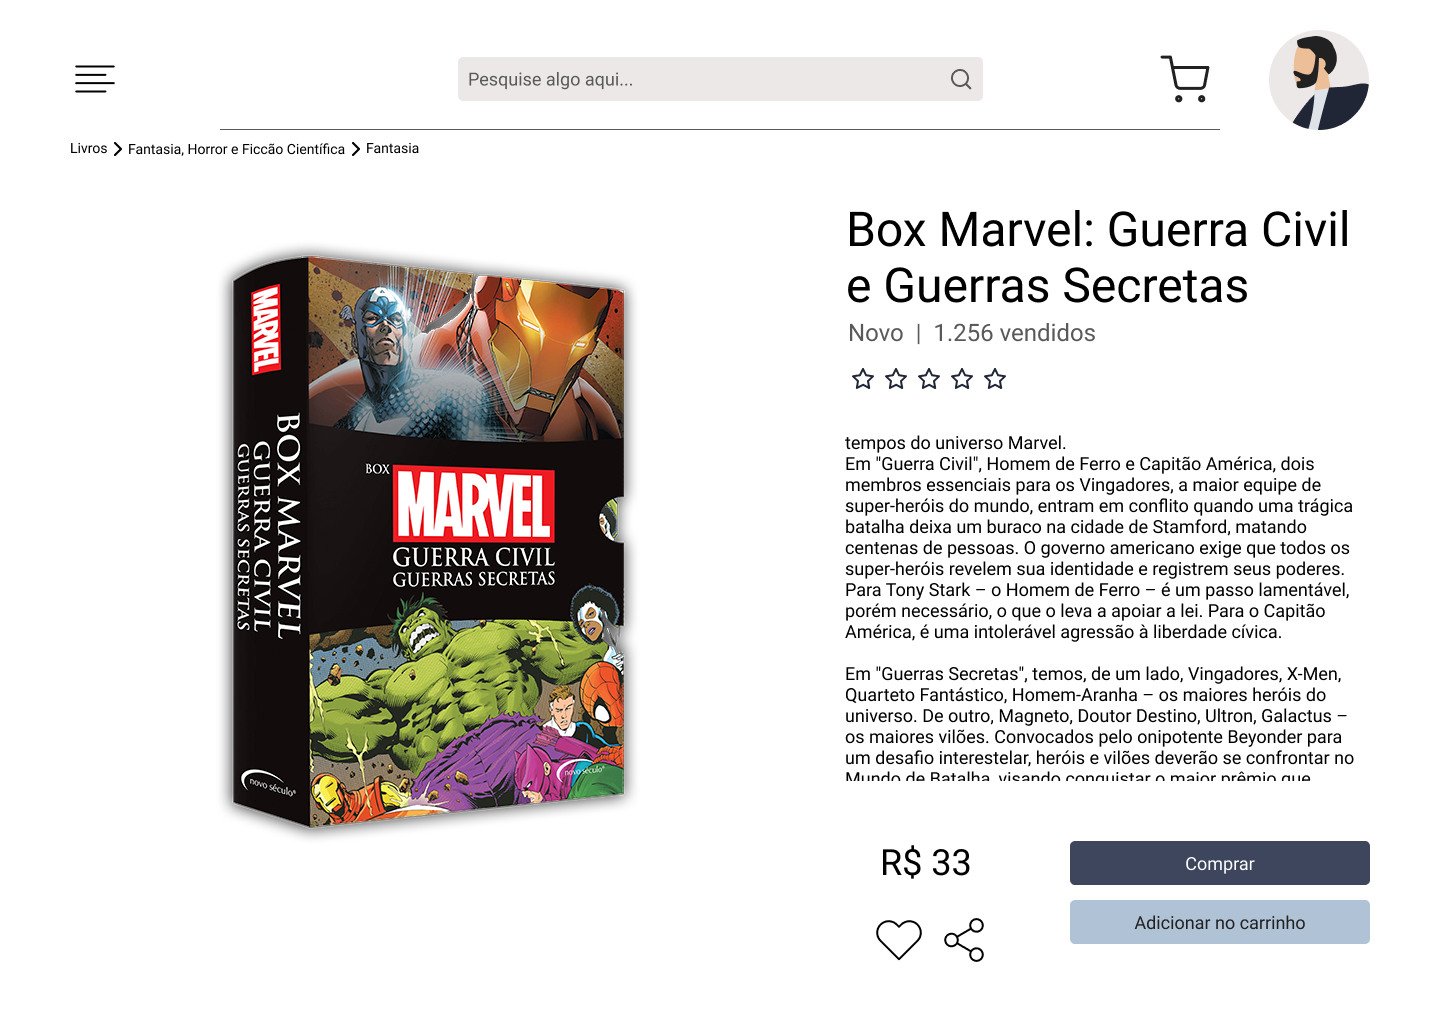 Pesquise algo aqui...
Livros
Fantasia, Horror e Ficcão Científica
Fantasia
MARVEL
BOX MARVEL
GUERRA CIVIL
GUERRAS SECRETAS
novo século®
BOX
MARVEL
GUERRA CIVIL
GUERRAS SECRETAS
novo século®
Box Marvel: Guerra Civil
e Guerras Secretas
Novo | 1.256 vendidos
tempos do universo Marvel.
Em "Guerra Civil", Homem de Ferro e Capitão América, dois
membros essenciais para os Vingadores, a maior equipe de
super-heróis do mundo, entram em conflito quando uma trágica
batalha deixa um buraco na cidade de Stamford, matando
centenas de pessoas. O governo americano exige que todos os
super-heróis revelem sua identidade e registrem seus poderes.
Para Tony Stark – o Homem de Ferro – é um passo lamentável,
porém necessário, o que o leva a apoiar a lei. Para o Capitão
América, é uma intolerável agressão à liberdade cívica.
Em "Guerras Secretas", temos, de um lado, Vingadores, X-Men,
Quarteto Fantástico, Homem-Aranha – os maiores heróis do
universo. De outro, Magneto, Doutor Destino, Ultron, Galactus –
os maiores vilões. Convocados pelo onipotente Beyonder para
um desafio interestelar, heróis e vilões deverão se confrontar no
Mundo de Batalha, visando conquistar o maior prêmio que
R$ 33
Comprar
Adicionar no carrinho